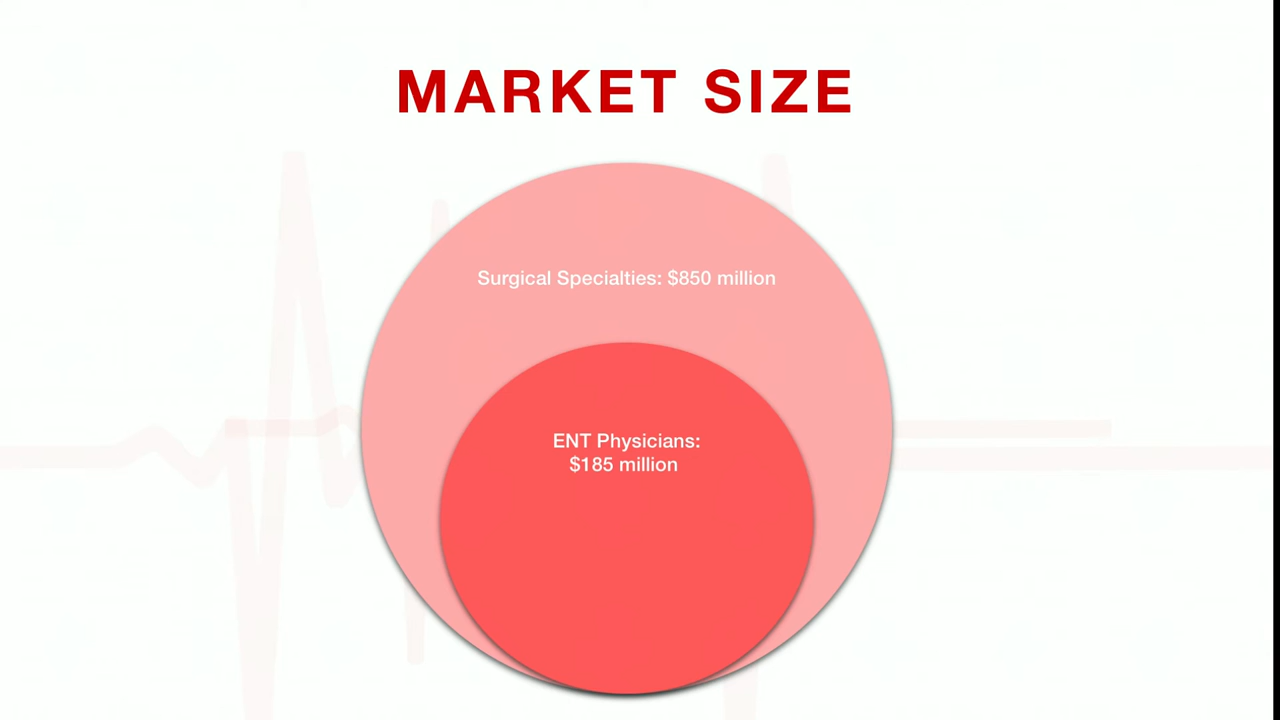 MARKET SIZE
Surgical Specialties: $850 million
ENT Physicians:
$185 million